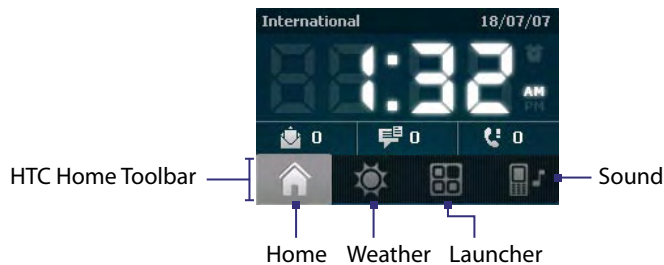 International 18/07/07
1:32
AM
PM
0 0 0
HTC Home Toolbar
Sound
Home Weather Launcher